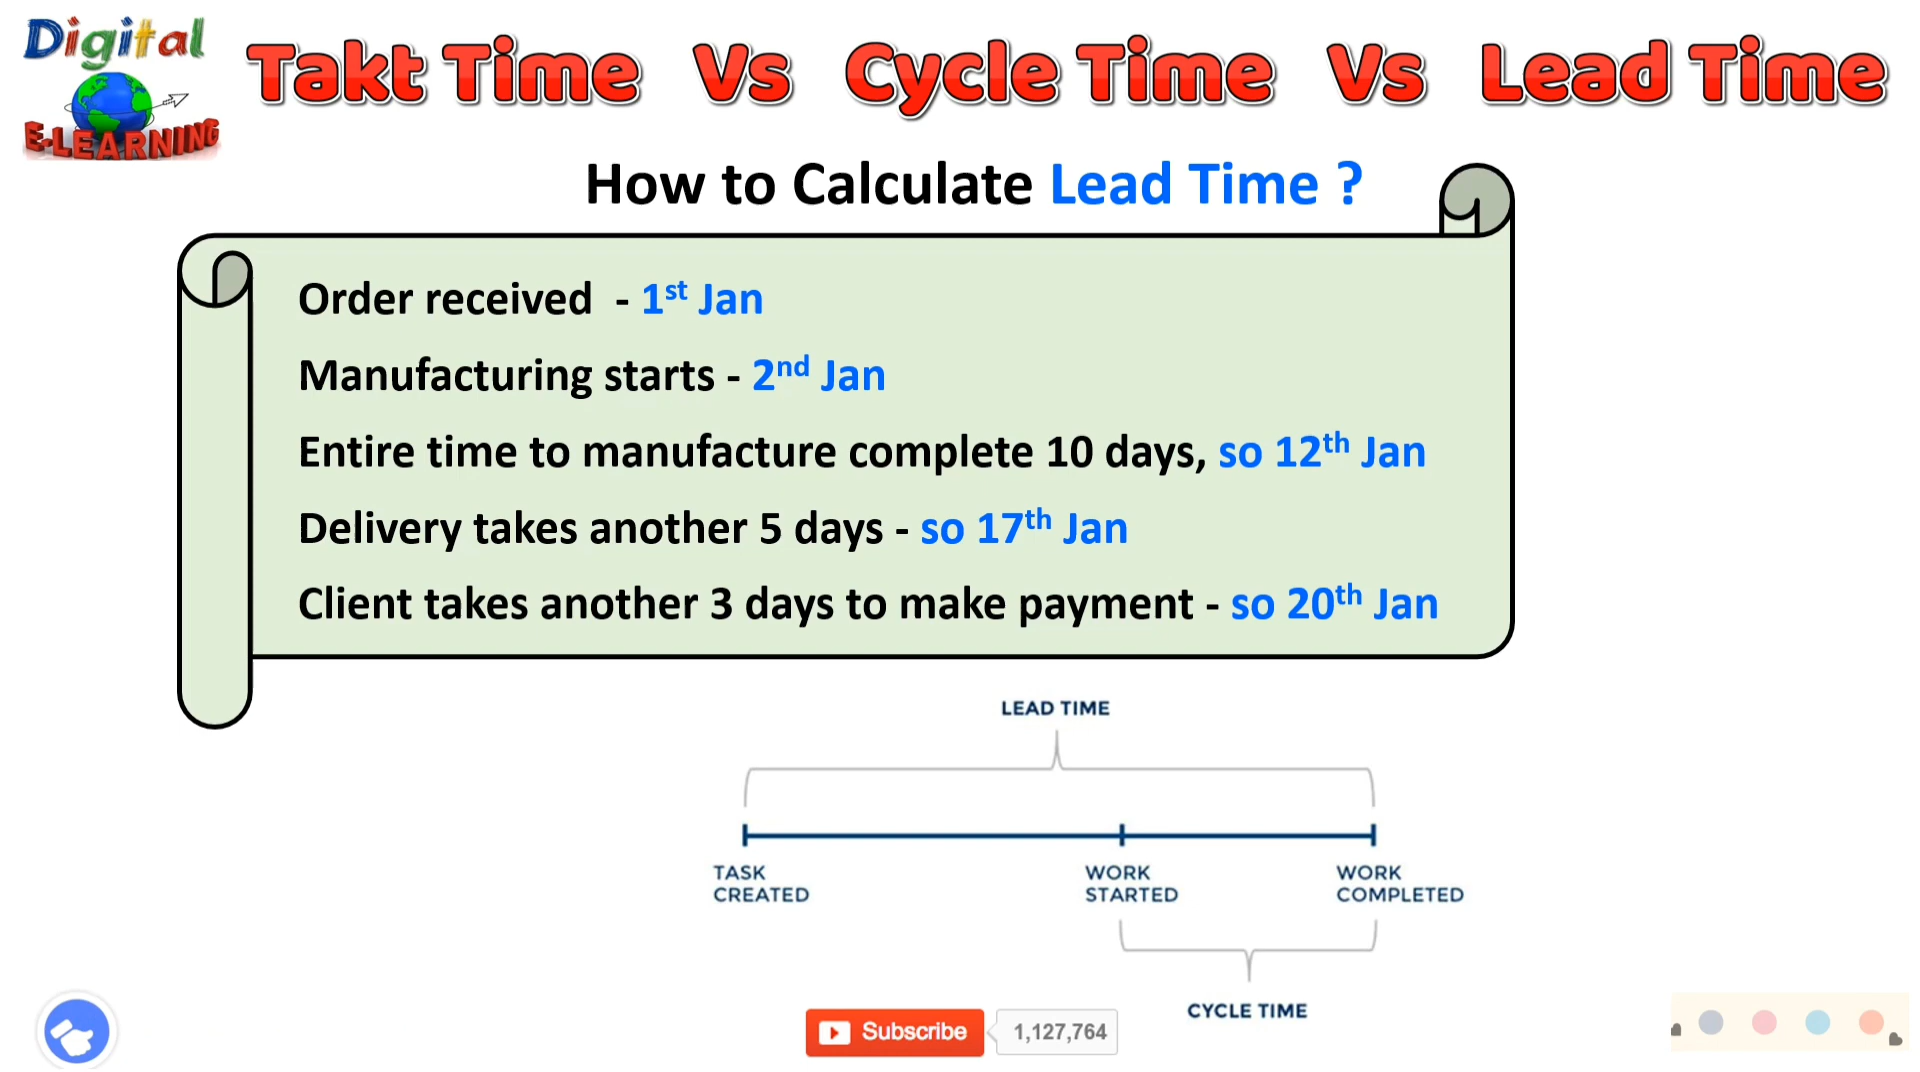 Digital
E-LEARNING
Takt Time Vs Cycle Time Vs Lead Time
How to Calculate Lead Time ?
Order received - 1st Jan
Manufacturing starts - 2nd Jan
Entire time to manufacture complete 10 days, so 12th Jan
Delivery takes another 5 days - so 17th Jan
Client takes another 3 days to make payment - so 20th Jan
LEAD TIME
TASK CREATED
WORK STARTED
WORK COMPLETED
CYCLE TIME
Subscribe 1,127,764